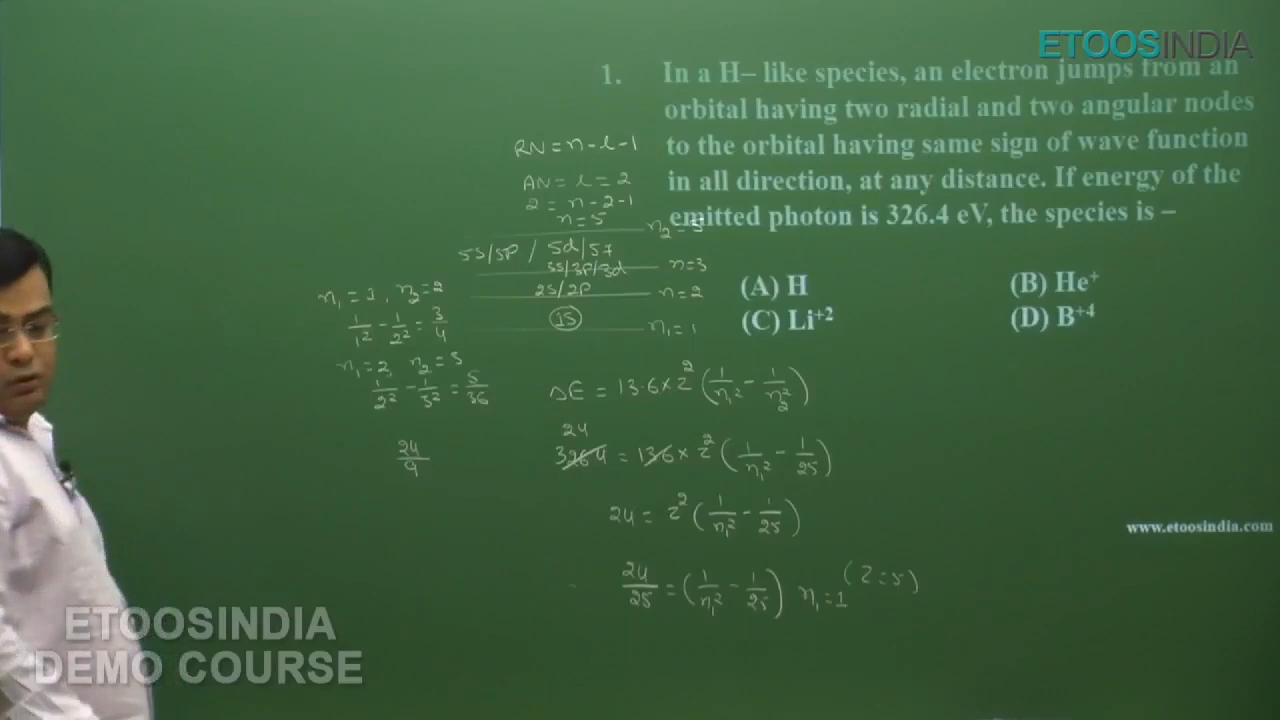 ETOOSINDIA
1. In a H– like species, an electron jumps from an
orbital having two radial and two angular nodes
to the orbital having same sign of wave function
in all direction, at any distance. If energy of the
emitted photon is 326.4 eV, the species is –
(A) H
(B) He⁺
(C) Li⁺²
(D) B⁺⁴
RN = n - l - 1
AN = l = 2
2 = n - 2 - 1
n = 5
n₂ = 5
5s/5p / 5d/5f
3s/3p/3d n=3
2s/2p n=2
1s n₁ = 1
n₁ = 1, n₂ = 2
1/1² - 1/2² = 3/4
n₁ = 2, n₂ = 3
1/2² - 1/3² = 5/36
24/9
ΔE = 13.6 × z² (1/n₁² - 1/n₂²)
24
3264 = 136 × z² (1/n₁² - 1/25)
24 = z² (1/n₁² - 1/25)
24/25 = (1/n₁² - 1/25) n₁ = 1 (z = 5)
www.etoosindia.com
ETOOSINDIA
DEMO COURSE